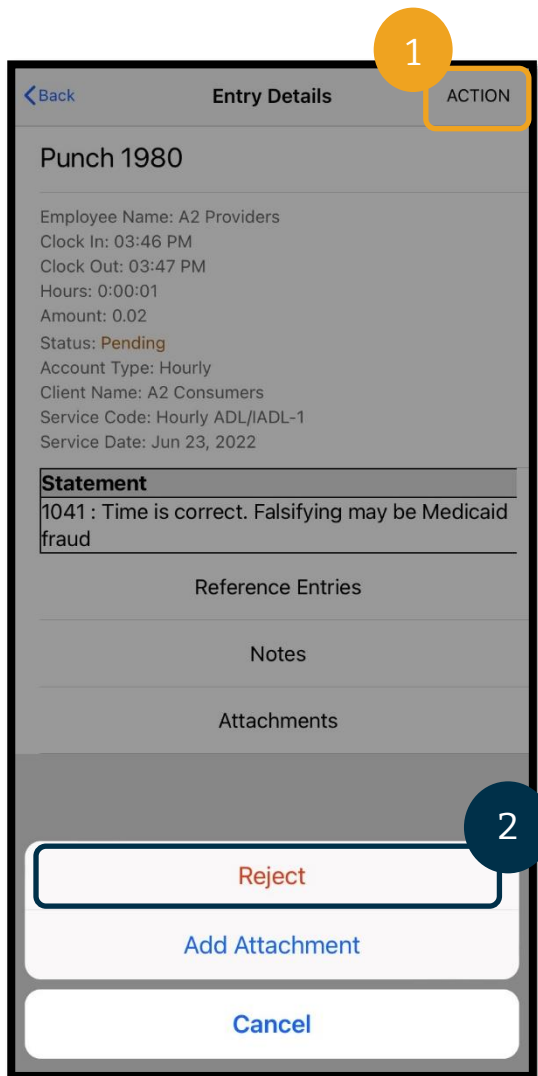 1
Back Entry Details ACTION
Punch 1980
Employee Name: A2 Providers
Clock In: 03:46 PM
Clock Out: 03:47 PM
Hours: 0:00:01
Amount: 0.02
Status: Pending
Account Type: Hourly
Client Name: A2 Consumers
Service Code: Hourly ADL/IADL-1
Service Date: Jun 23, 2022
Statement
1041 : Time is correct. Falsifying may be Medicaid
fraud
Reference Entries
Notes
Attachments
2
Reject
Add Attachment
Cancel